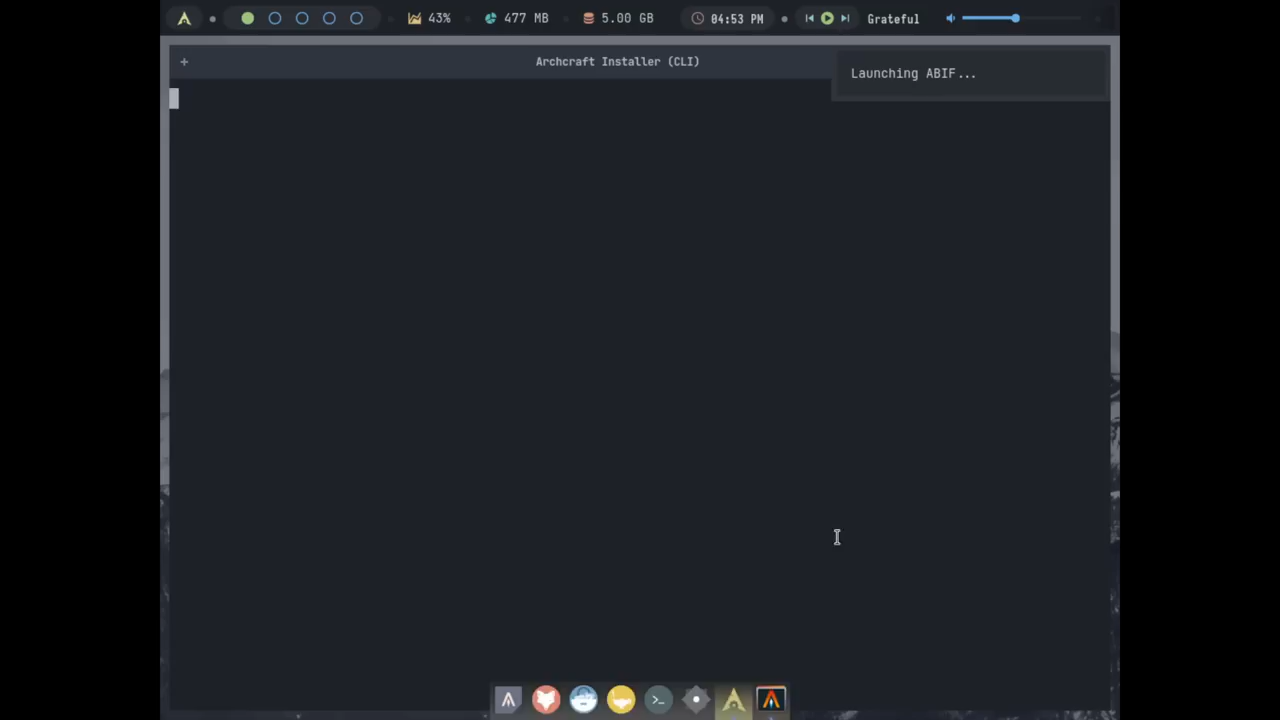 43% 477 MB 5.00 GB 04:53 PM Grateful
+ Archcraft Installer (CLI)
Launching ABIF...